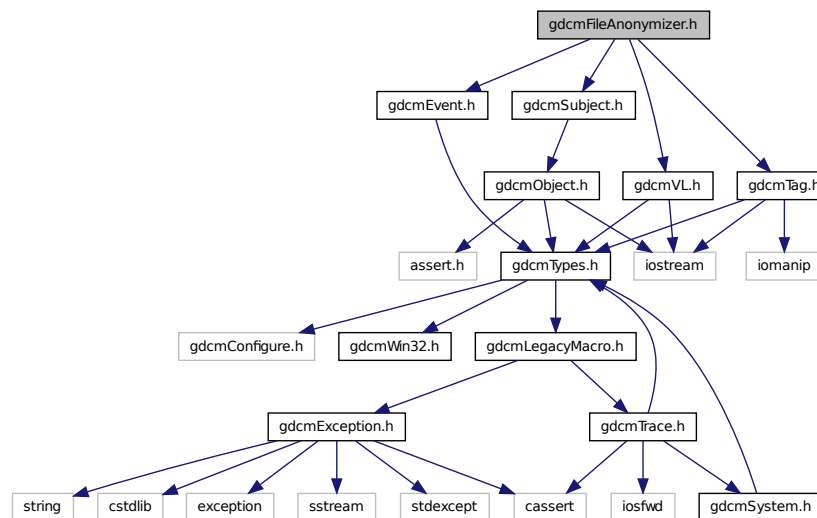 gdcmFileAnonymizer.h
gdcmEvent.h
gdcmSubject.h
gdcmObject.h
gdcmVL.h
gdcmTag.h
assert.h
gdcmTypes.h
iostream
iomanip
gdcmConfigure.h
gdcmWin32.h
gdcmLegacyMacro.h
gdcmException.h
gdcmTrace.h
string
cstdlib
exception
sstream
stdexcept
cassert
iosfwd
gdcmSystem.h